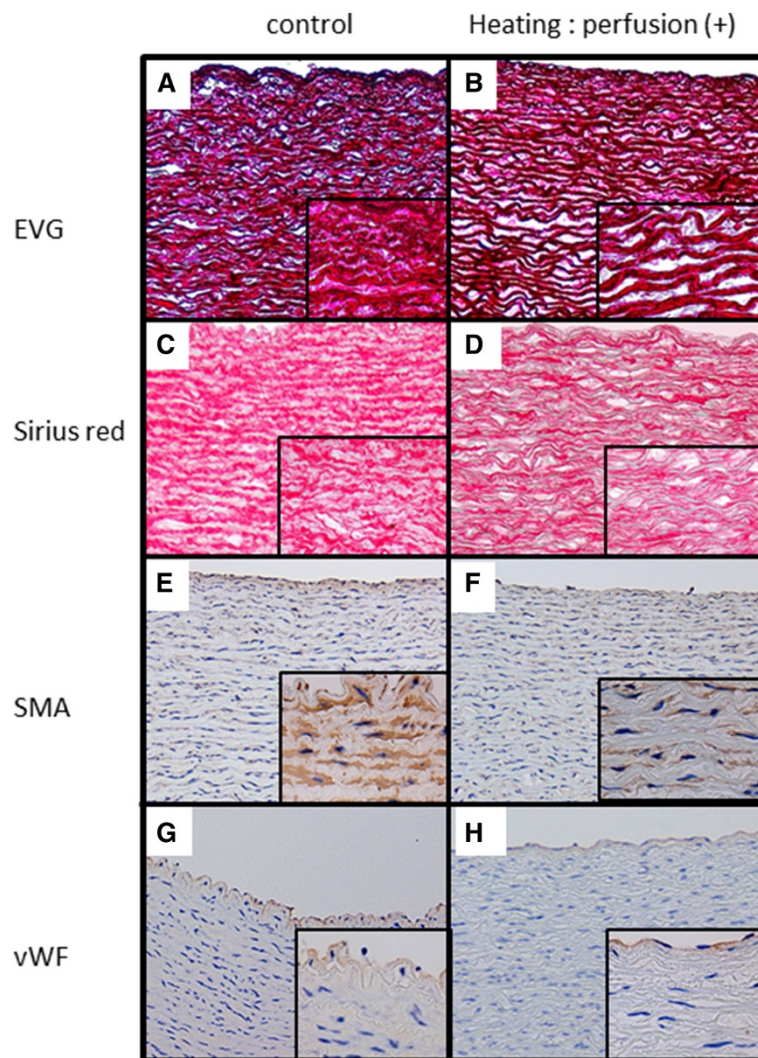 control Heating : perfusion (+)
A B
EVG
C D
Sirius red
E F
SMA
G H
vWF